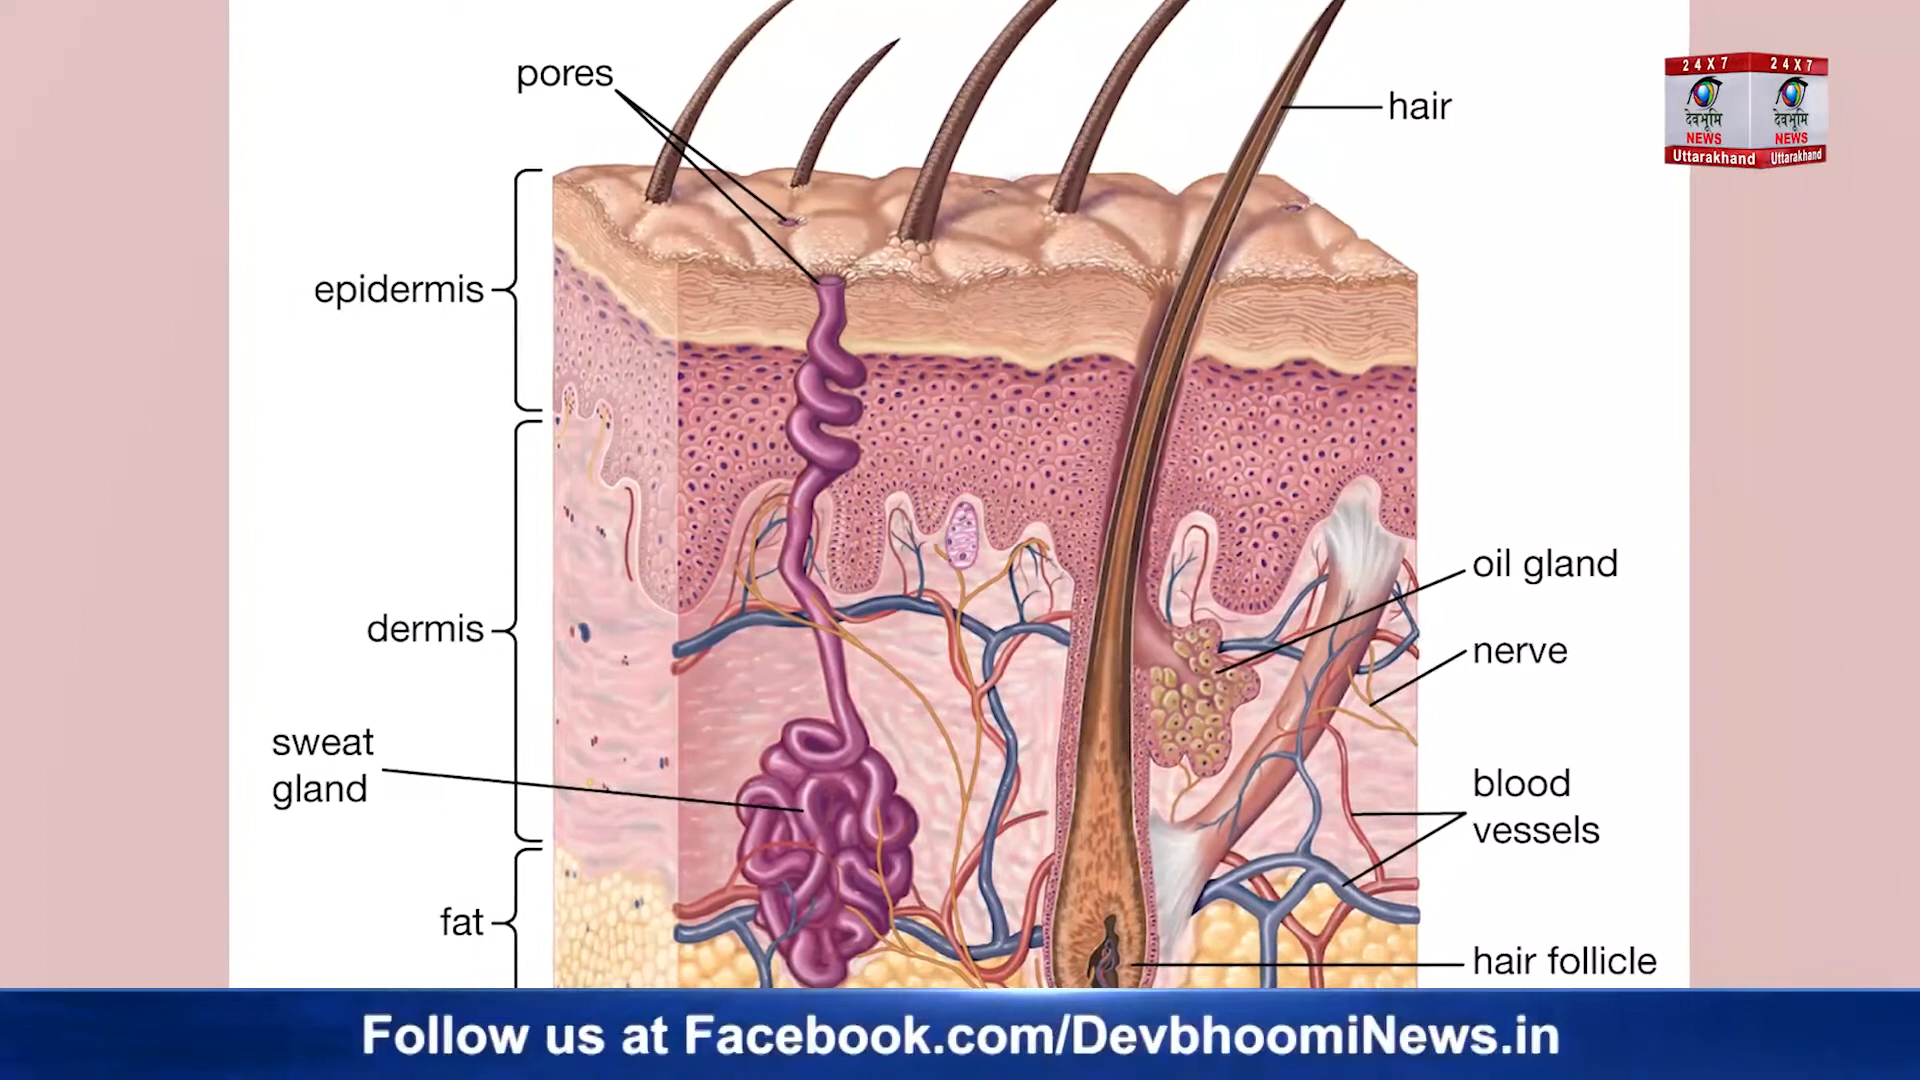 pores
hair
24X7
24X7
देवभूमि
देवभूमि
NEWS
NEWS
Uttarakhand
Uttarakhand
epidermis
oil gland
dermis
nerve
sweat
gland
blood
vessels
fat
hair follicle
Follow us at Facebook.com/DevbhoomiNews.in